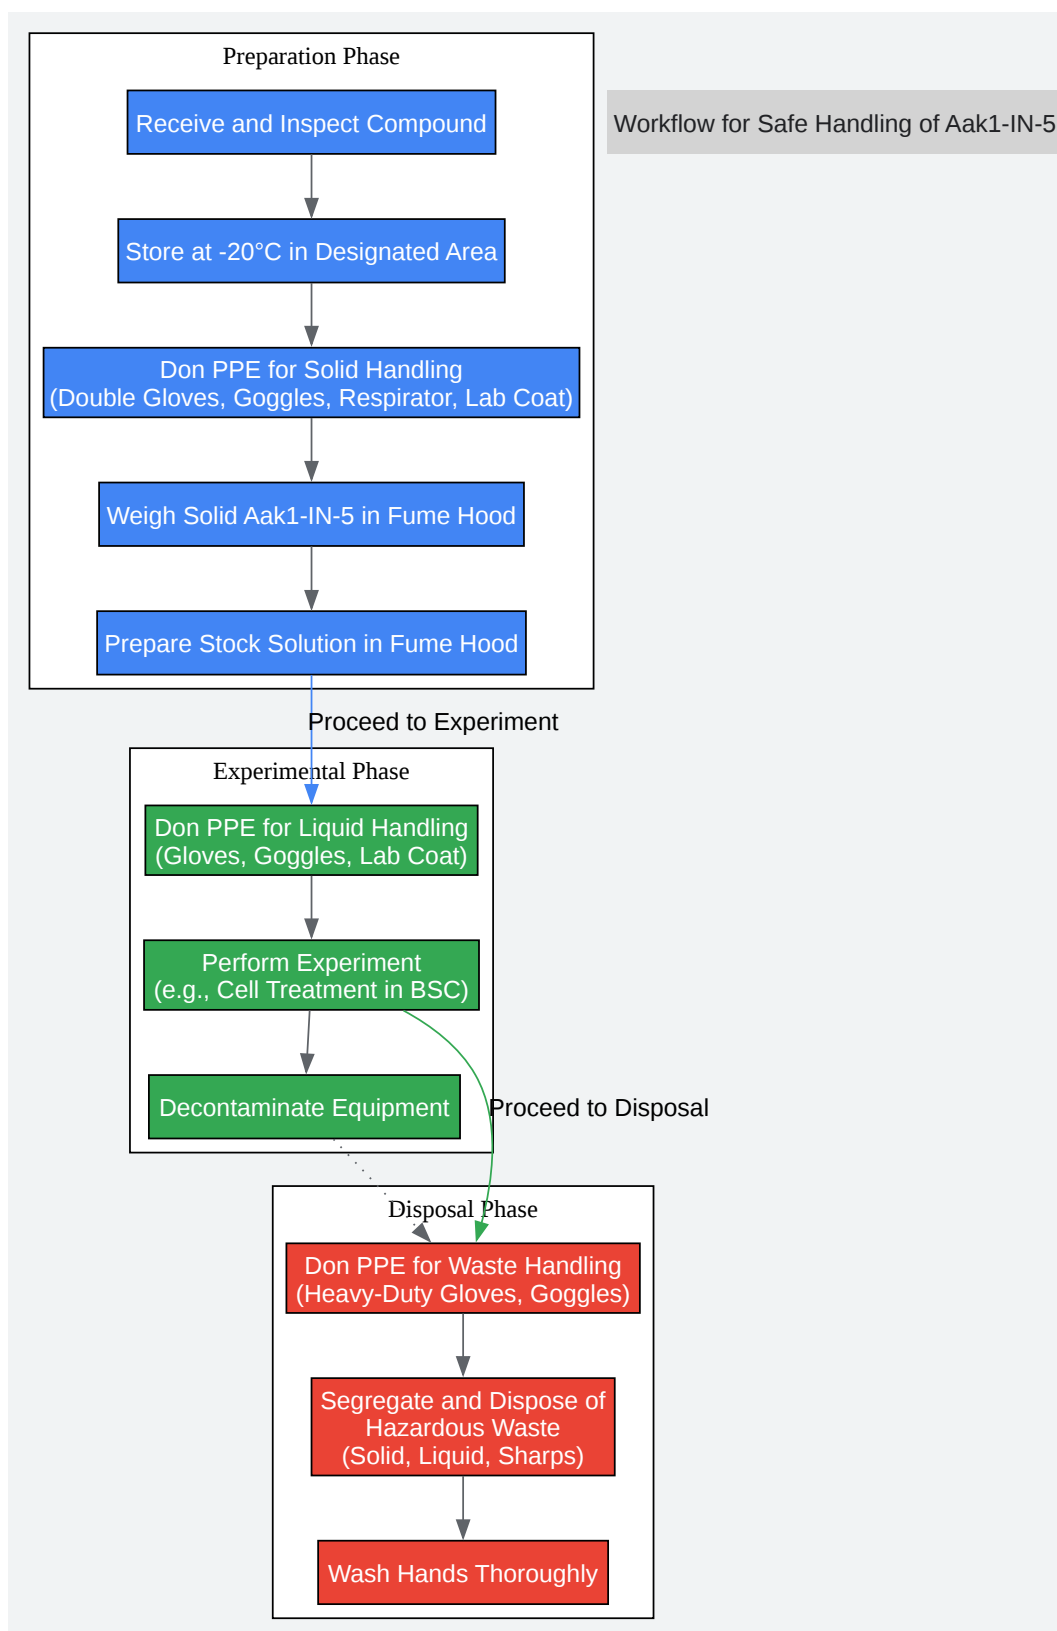 Preparation Phase
Receive and Inspect Compound
Workflow for Safe Handling of Aak1-IN-5
Store at -20°C in Designated Area
Don PPE for Solid Handling
(Double Gloves, Goggles, Respirator, Lab Coat)
Weigh Solid Aak1-IN-5 in Fume Hood
Prepare Stock Solution in Fume Hood
Proceed to Experiment
Experimental Phase
Don PPE for Liquid Handling
(Gloves, Goggles, Lab Coat)
Perform Experiment
(e.g., Cell Treatment in BSC)
Decontaminate Equipment
Proceed to Disposal
Disposal Phase
Don PPE for Waste Handling
(Heavy-Duty Gloves, Goggles)
Segregate and Dispose of
Hazardous Waste
(Solid, Liquid, Sharps)
Wash Hands Thoroughly